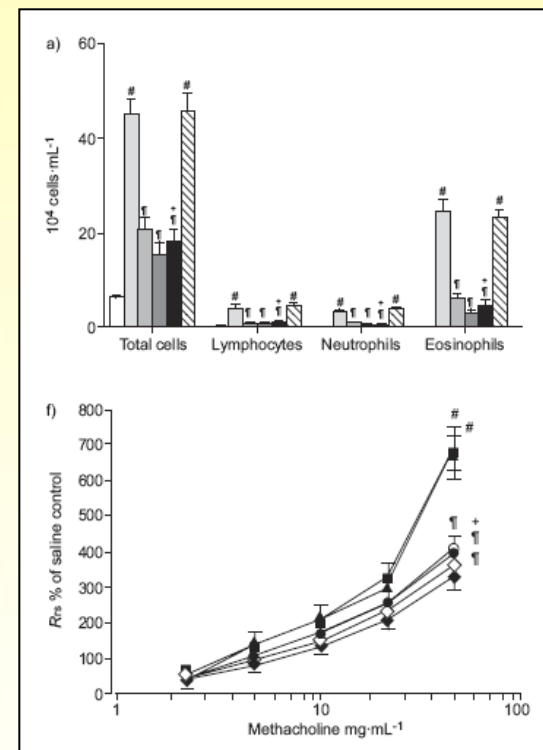 a)
60
40
20
0
10⁴ cells·mL⁻¹
# # 
¶ ¶ + ¶
# ¶ ¶ + ¶ #
# ¶ ¶ + ¶ #
# ¶ ¶ + ¶ #
Total cells Lymphocytes Neutrophils Eosinophils
f)
800
700
600
500
400
300
200
100
0
Rrs % of saline control
#
#
¶ +
¶
¶
1 10 100
Methacholine mg·mL⁻¹